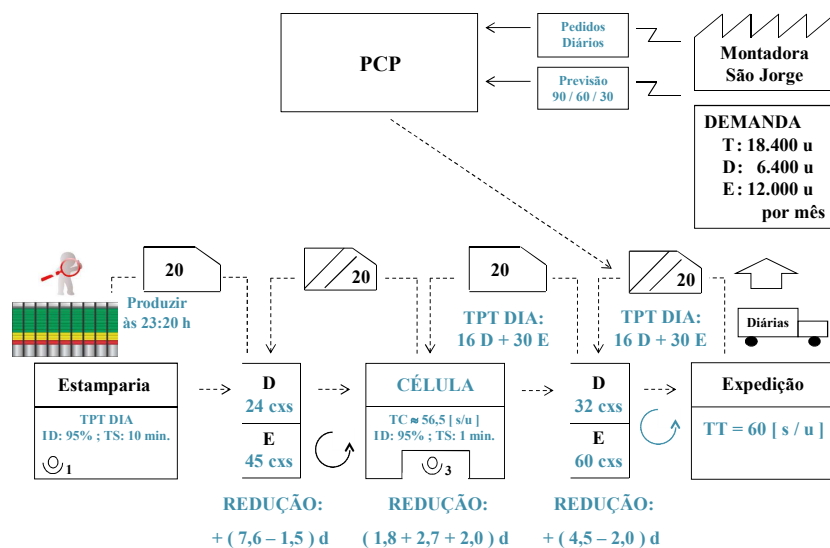 PCP
Pedidos
Diários
Previsão
90 / 60 / 30
Montadora
São Jorge
DEMANDA
T: 18.400 u
D: 6.400 u
E: 12.000 u
por mês
20
20
20
20
Produzir
às 23:20 h
TPT DIA:
16 D + 30 E
TPT DIA:
16 D + 30 E
Diárias
Estamparia
TPT DIA
ID: 95% ; TS: 10 min.
1
D
24 cxs
E
45 cxs
CÉLULA
TC ≈ 56,5 [ s/u ]
ID: 95% ; TS: 1 min.
3
D
32 cxs
E
60 cxs
Expedição
TT = 60 [ s / u ]
REDUÇÃO:
+ ( 7,6 – 1,5 ) d
REDUÇÃO:
( 1,8 + 2,7 + 2,0 ) d
REDUÇÃO:
+ ( 4,5 – 2,0 ) d